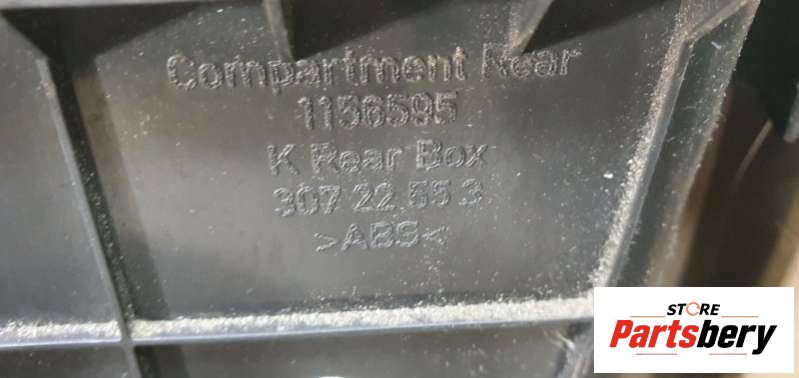 Compartment Rear
1156595
K Rear Box
307 22 55 3
>ABS<
STORE
Partsbery